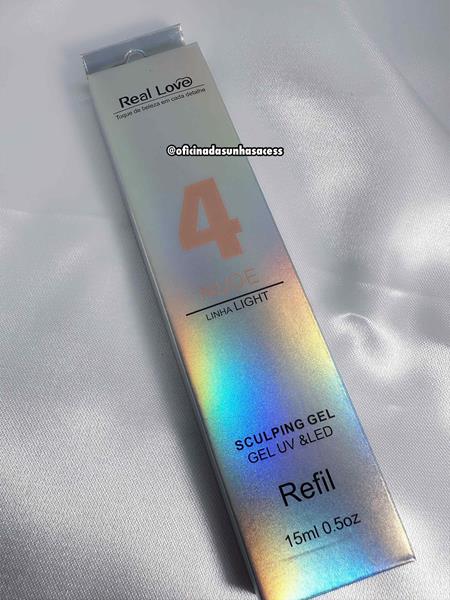 Real Love
Toque de beleza em cada detalhe
@oficinadasunhasacess
4
NUDE
LINHA LIGHT
SCULPING GEL
GEL UV &LED
Refil
15ml 0.5oz